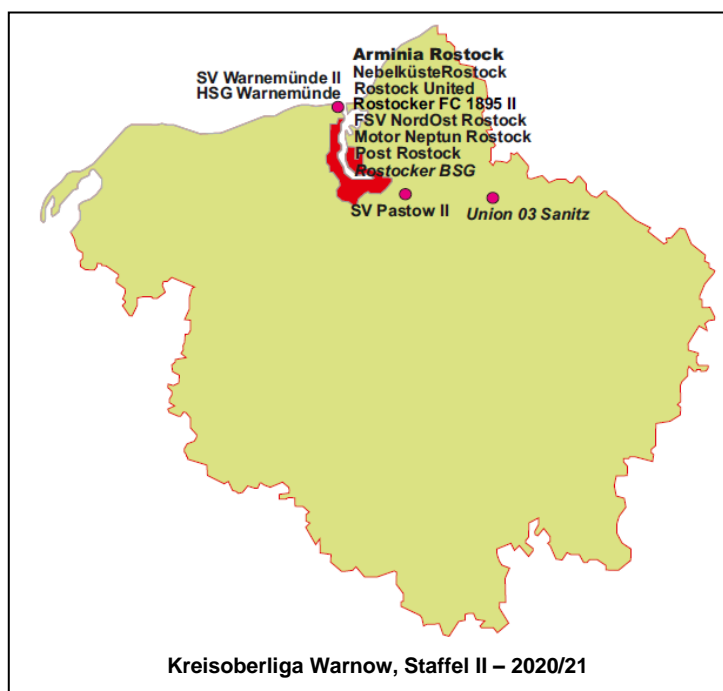 SV Warnemünde II
HSG Warnemünde
Arminia Rostock
NebelküsteRostock
Rostock United
Rostocker FC 1895 II
FSV NordOst Rostock
Motor Neptun Rostock
Post Rostock
Rostocker BSG
SV Pastow II
Union 03 Sanitz
Kreisoberliga Warnow, Staffel II – 2020/21